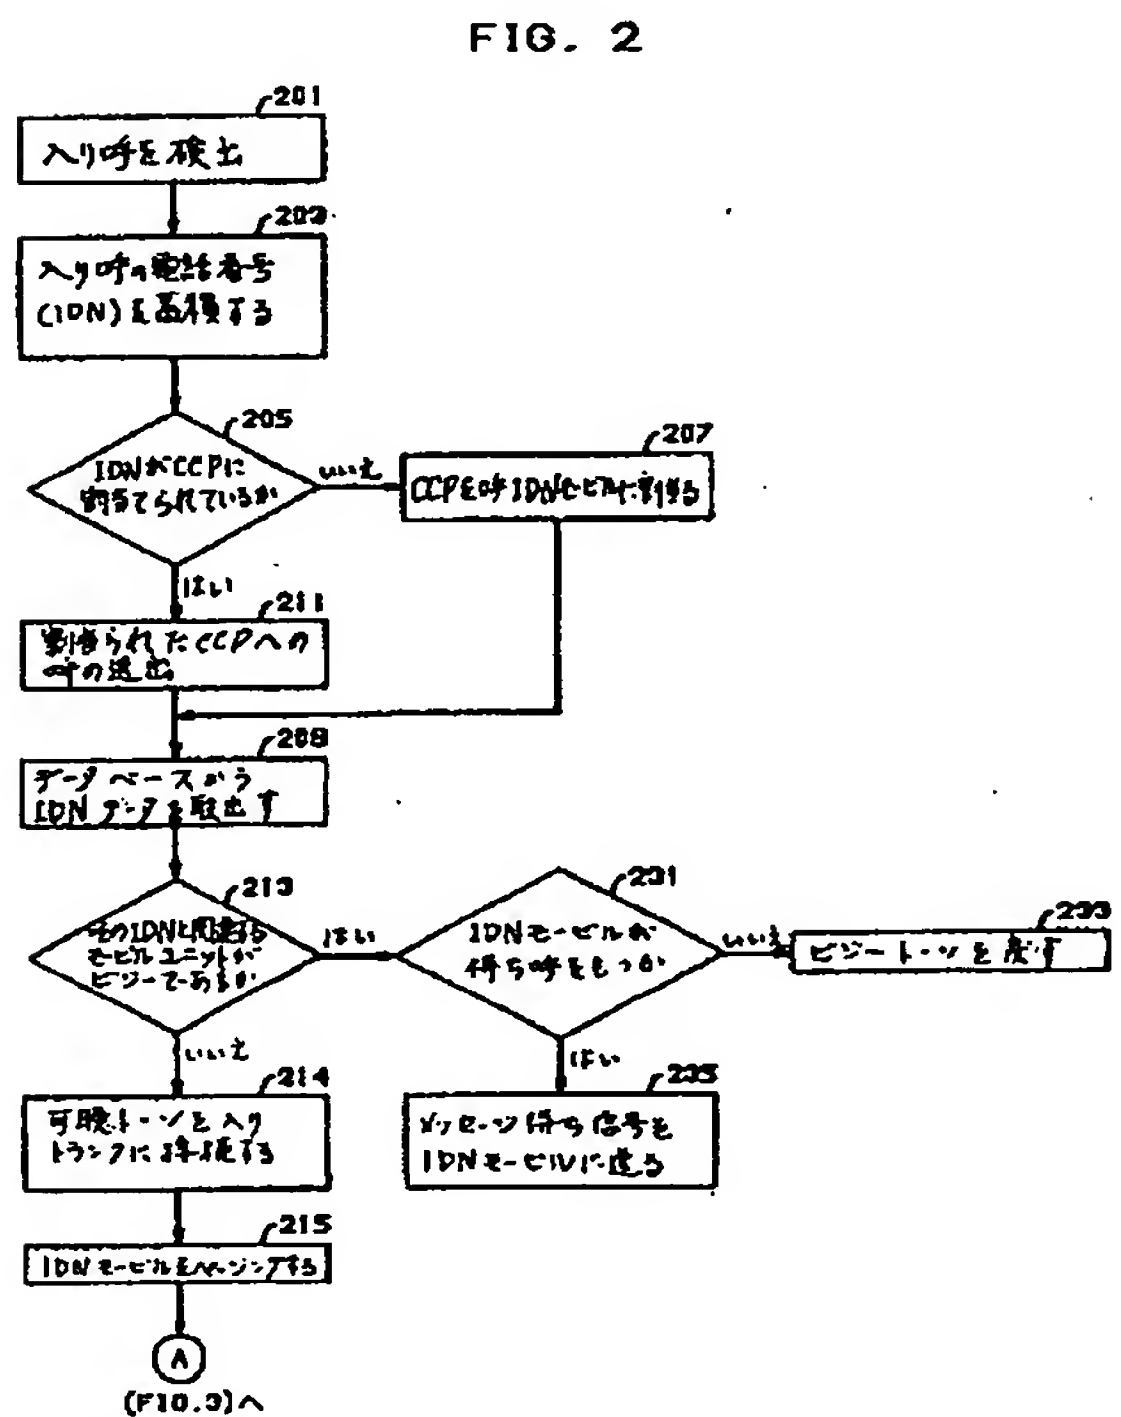 FIG. 2
201
入り呼を検出
202
入り呼の電話番号
(IDN)を蓄積する
205
IDNがCCPに
割当てられているか
いいえ
207
CCPを呼IDNモビルに割当る
はい
211
割当られたCCPへの
呼の送出
208
データベースから
IDNデータを取出す
213
そのIDNと関連する
モービルユニットが
ビジーであるか
はい
231
IDNモービルが
待ち呼をもつか
いいえ
233
ビジートーンを戻す
いいえ
はい
214
可聴トーンを入り
トランクに接続する
235
メッセージ待ち信号を
IDNモービルに送る
215
IDNモービルをページングする
A
(FIG.3)へ